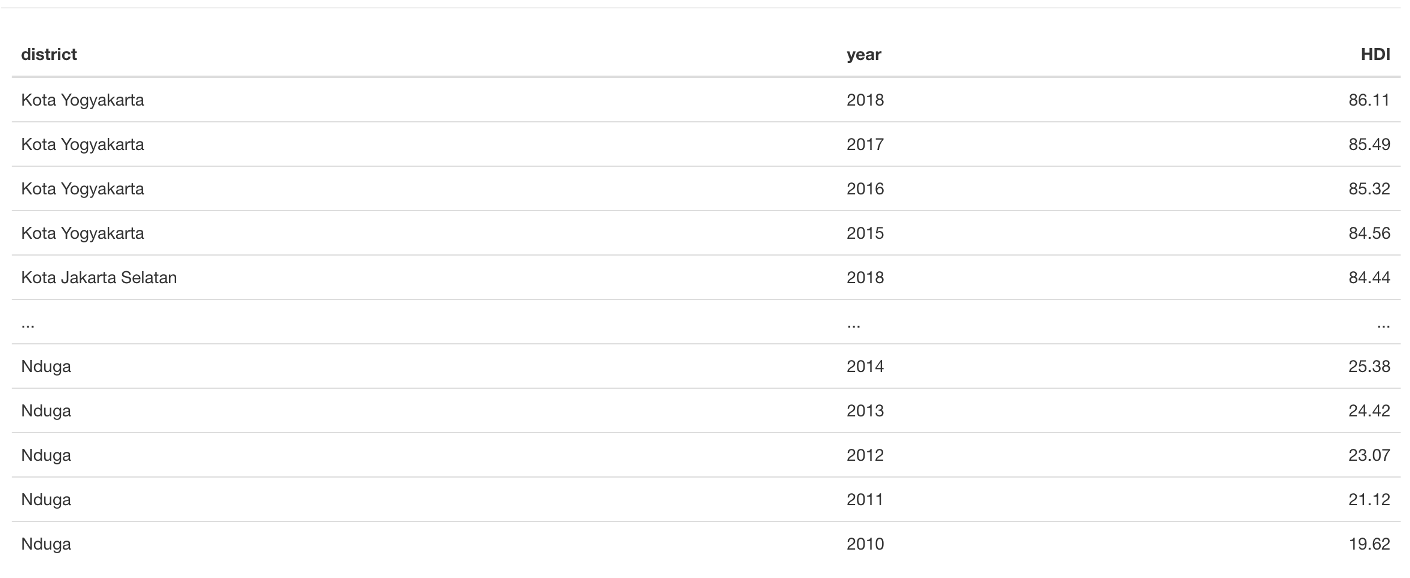 district year HDI
Kota Yogyakarta 2018 86.11
Kota Yogyakarta 2017 85.49
Kota Yogyakarta 2016 85.32
Kota Yogyakarta 2015 84.56
Kota Jakarta Selatan 2018 84.44
... ... ...
Nduga 2014 25.38
Nduga 2013 24.42
Nduga 2012 23.07
Nduga 2011 21.12
Nduga 2010 19.62